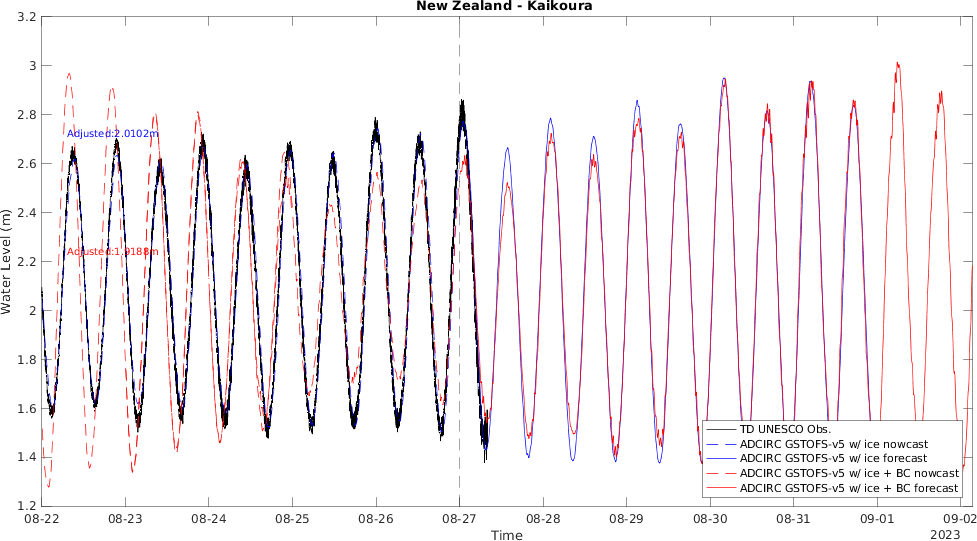 New Zealand - Kaikoura
3.2
3
2.8
2.6
2.4
2.2
2
1.8
1.6
1.4
1.2
Water Level (m)
Adjusted:2.0102m
Adjusted:1.9188m
TD UNESCO Obs.
ADCIRC GSTOFS-v5 w/ ice nowcast
ADCIRC GSTOFS-v5 w/ ice forecast
ADCIRC GSTOFS-v5 w/ ice + BC nowcast
ADCIRC GSTOFS-v5 w/ ice + BC forecast
08-22 08-23 08-24 08-25 08-26 08-27 08-28 08-29 08-30 08-31 09-01 09-02
Time
2023